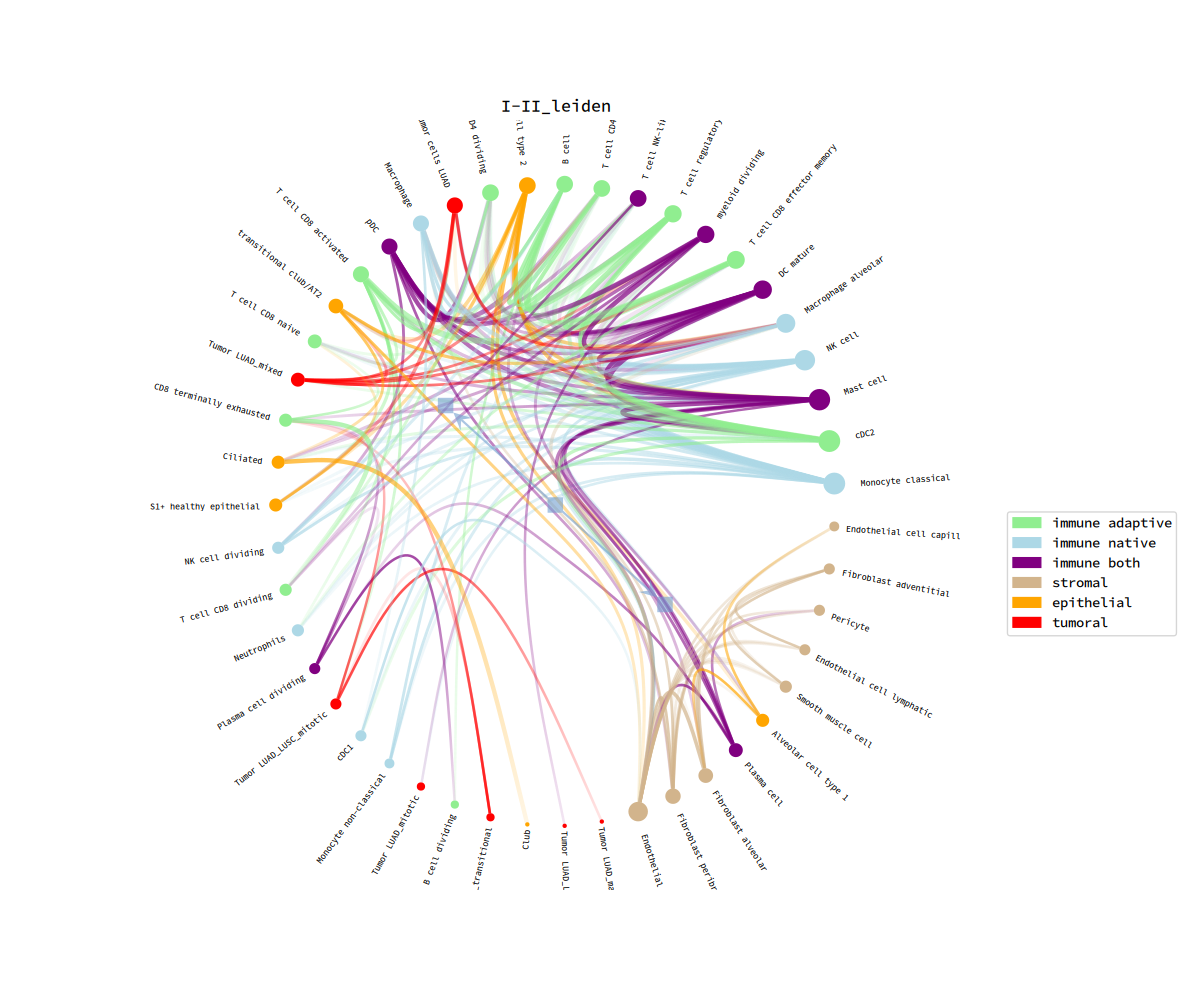 I-II_leiden
D4 dividing
type 2
B cell
T cell CD4
T cell
T cell regulatory
myeloid dividing
T cell CD8 effector memory
DC mature
Macrophage alveolar
NK cell
Mast cell
cDC2
Monocyte classical
Endothelial cell capill
Fibroblast adventitial
Pericyte
Endothelial cell lymphatic
Smooth muscle cell
Alveolar cell type 1
Plasma cell
Fibroblast alveolar
Fibroblast peribr
Endothelial
Tumor LUAD_ma
Tumor LUAD_L
Club
_transitional
B cell dividing
Tumor LUAD_mitotic
Monocyte non-classical
cDC1
Tumor LUAD_LUSC_mitotic
Plasma cell dividing
Neutrophils
T cell CD8 dividing
NK cell dividing
S1+ healthy epithelial
Ciliated
CD8 terminally exhausted
Tumor LUAD_mixed
T cell CD8 naive
transitional club/AT2
T cell CD8 activated
pDC
Macrophage
cells LUAD
immune adaptive
immune native
immune both
stromal
epithelial
tumoral